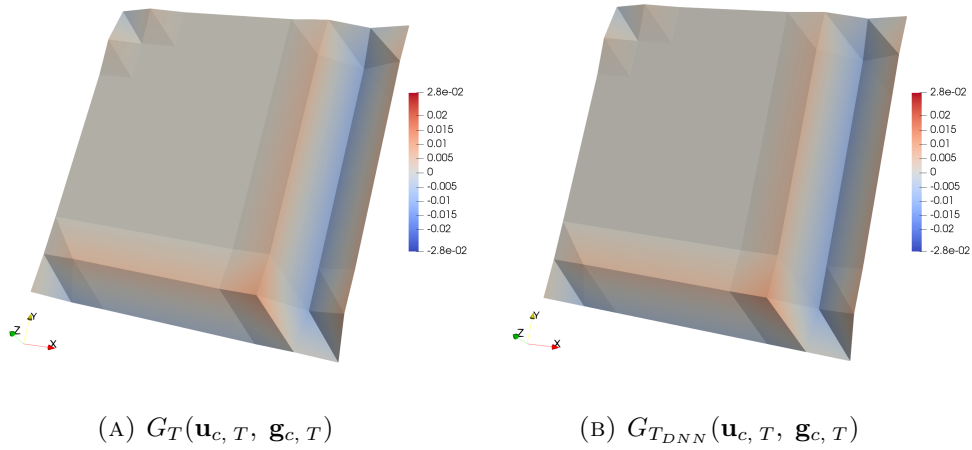 2.8e-02
0.02
0.015
0.01
0.005
0
-0.005
-0.01
-0.015
-0.02
-2.8e-02
Y
Z
X
2.8e-02
0.02
0.015
0.01
0.005
0
-0.005
-0.01
-0.015
-0.02
-2.8e-02
Y
Z
X
(A) G_T(u_{c, T}, g_{c, T})
(B) G_{T_{DNN}}(u_{c, T}, g_{c, T})